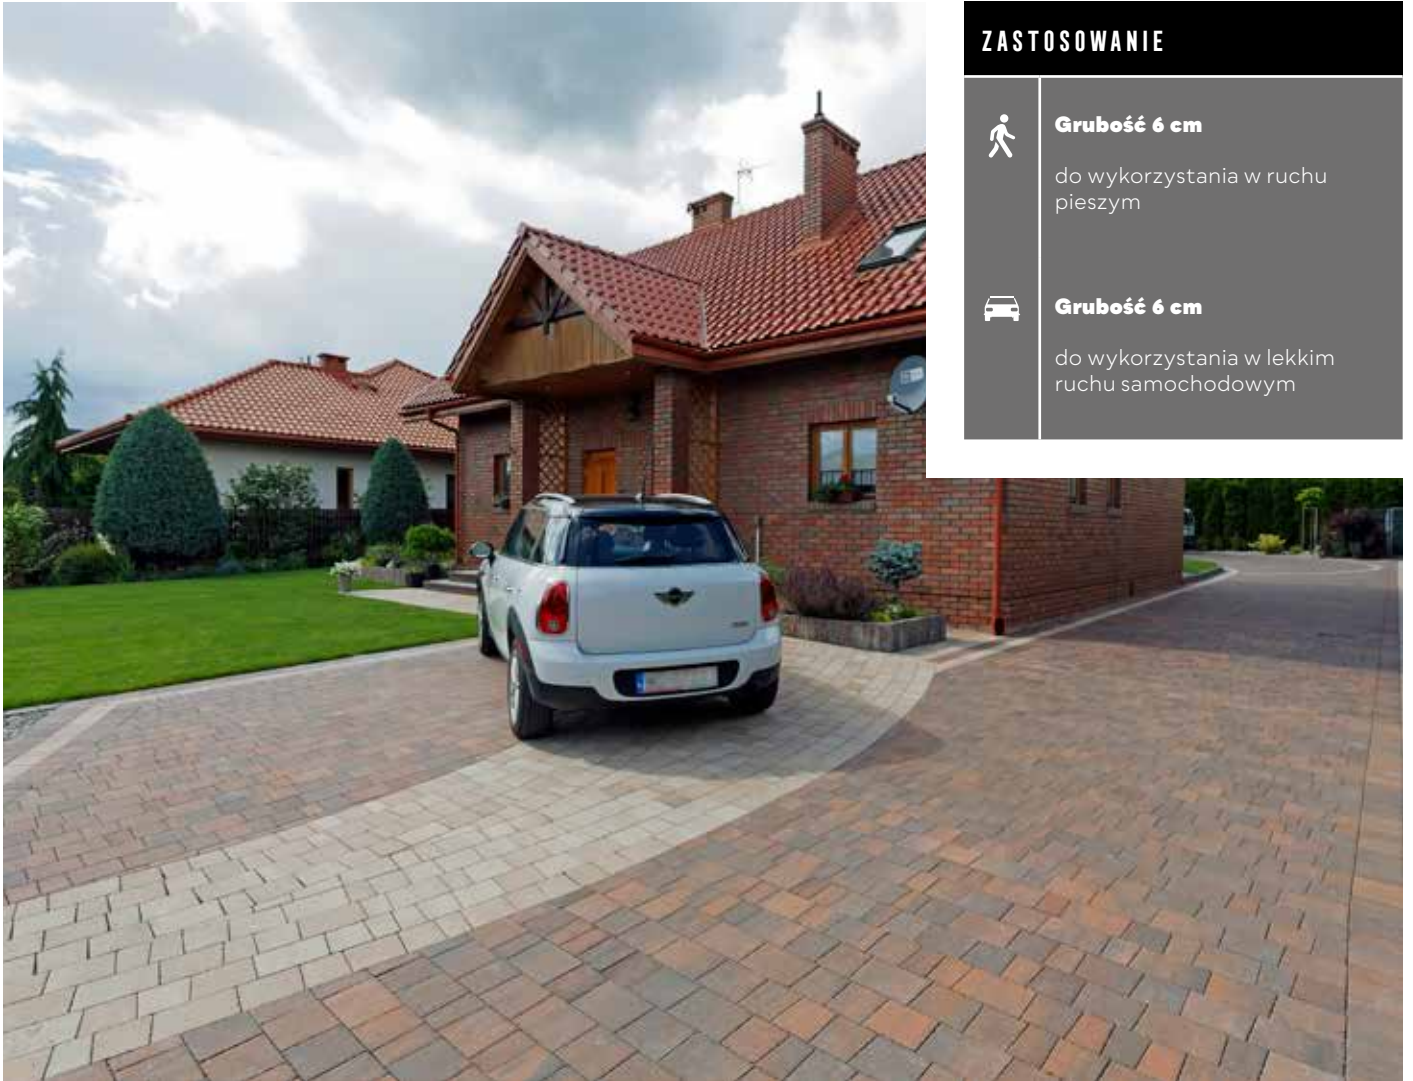 ZASTOSOWANIE
Grubość 6 cm
do wykorzystania w ruchu
pieszym
Grubość 6 cm
do wykorzystania w lekkim
ruchu samochodowym